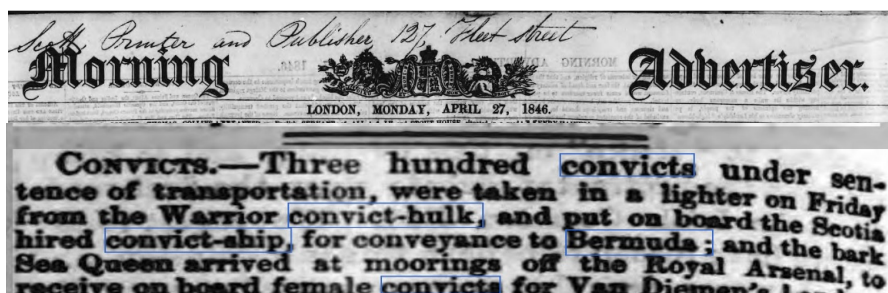 Scott Printer and Publisher 127 Fleet Street
Morning Advertiser.
LONDON, MONDAY, APRIL 27, 1846.
CONVICTS.—Three hundred convicts under sen-
tence of transportation, were taken in a lighter on Friday
from the Warrior convict-hulk, and put on board the Scotia
hired convict-ship, for conveyance to Bermuda; and the bark
Sea Queen arrived at moorings off the Royal Arsenal, to
receive on board female convicts for Van Diemen's